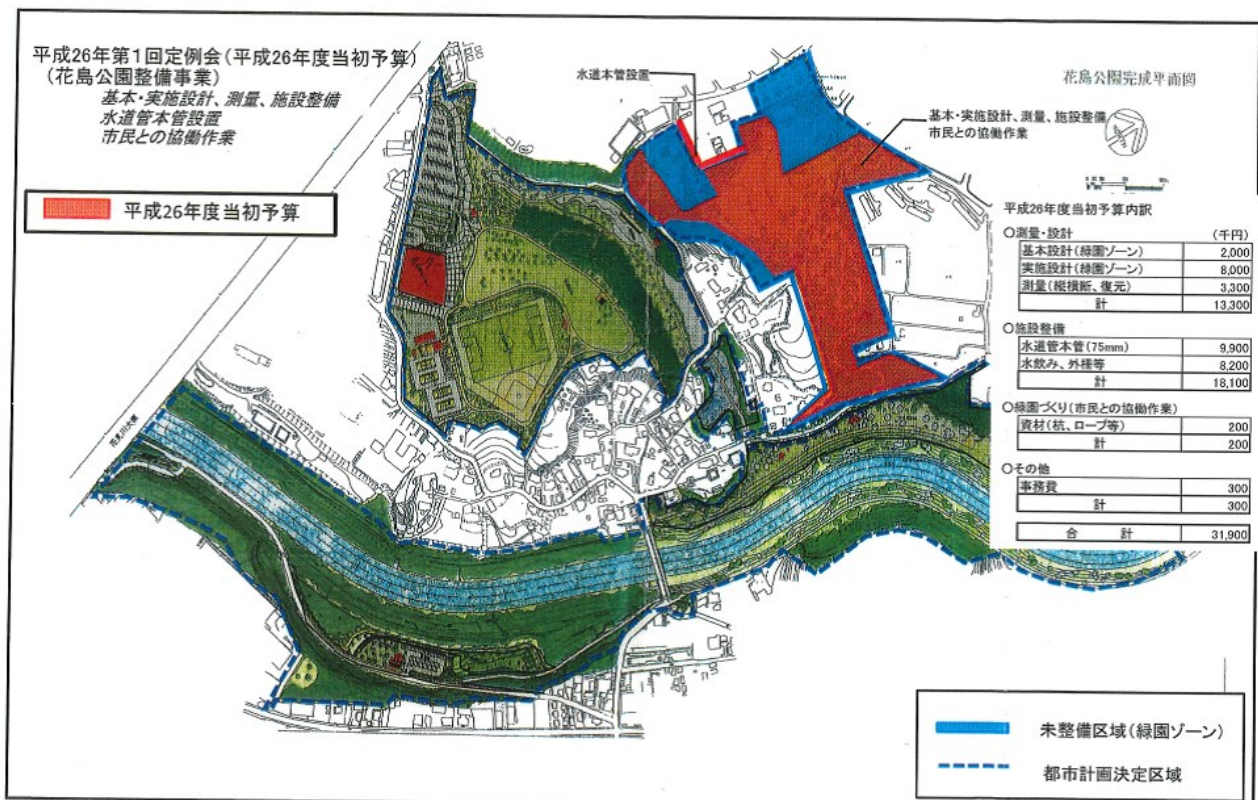 平成26年第1回定例会(平成26年度当初予算)
(花島公園整備事業)
基本・実施設計、測量、施設整備
水道管本管設置
市民との協働作業
平成26年度当初予算
水道本管設置
花島公園完成平面図
基本・実施設計、測量、施設整備
市民との協働作業
平成26年度当初予算内訳
○測量・設計 (千円)
基本設計(緑園ゾーン) 2,000
実施設計(緑園ゾーン) 8,000
測量(縦横断、復元) 3,300
計 13,300
○施設整備
水道管本管(75mm) 9,900
水飲み、外柵等 8,200
計 18,100
○緑園づくり(市民との協働作業)
資材(杭、ロープ等) 200
計 200
○その他
事務費 300
計 300
合 計 31,900
未整備区域(緑園ゾーン)
都市計画決定区域